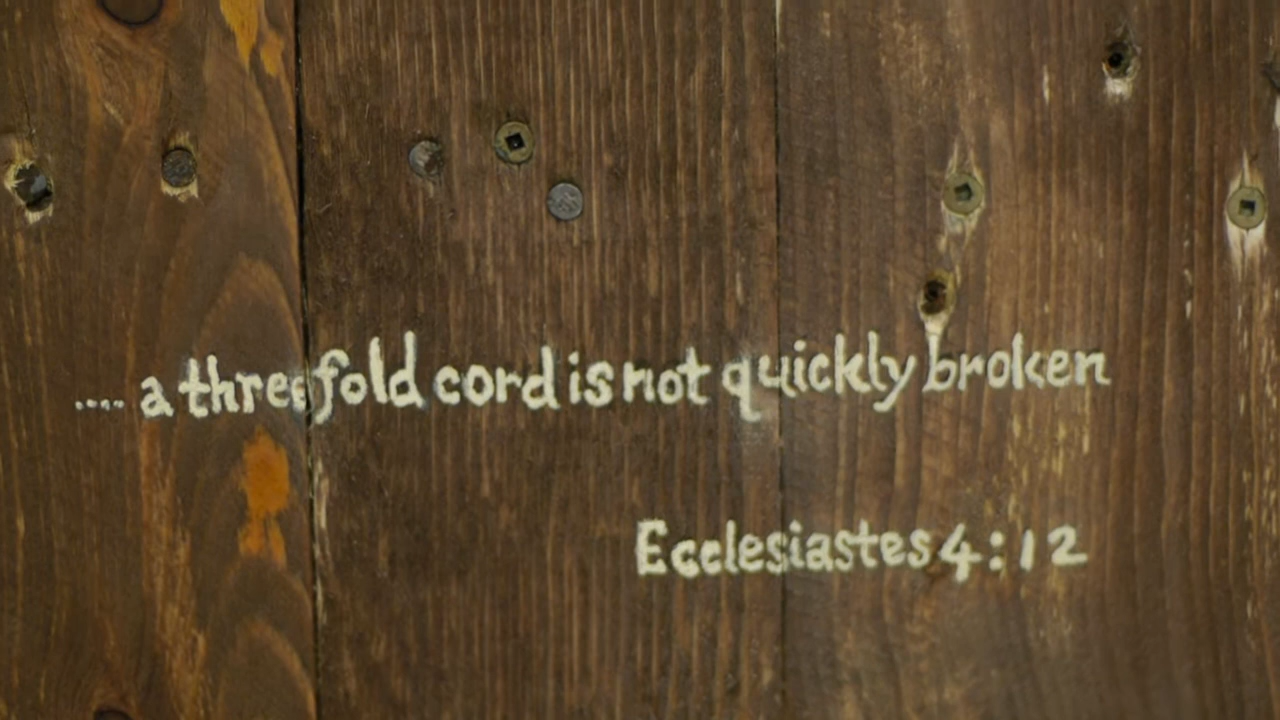 .... a threefold cord is not quickly broken
Ecclesiastes 4:12